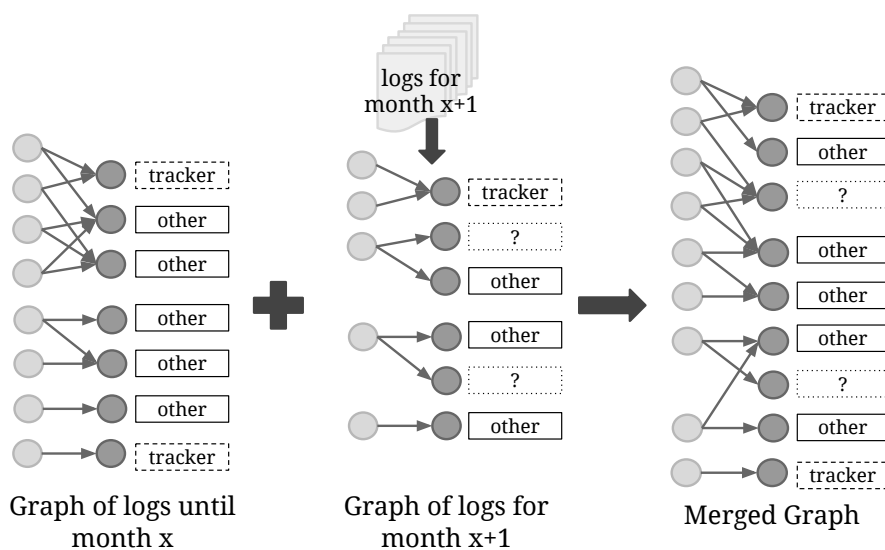 logs for
month x+1
tracker
other
other
other
other
other
tracker
Graph of logs until
month x
tracker
?
other
other
?
other
Graph of logs for
month x+1
tracker
other
?
other
other
other
?
other
tracker
Merged Graph